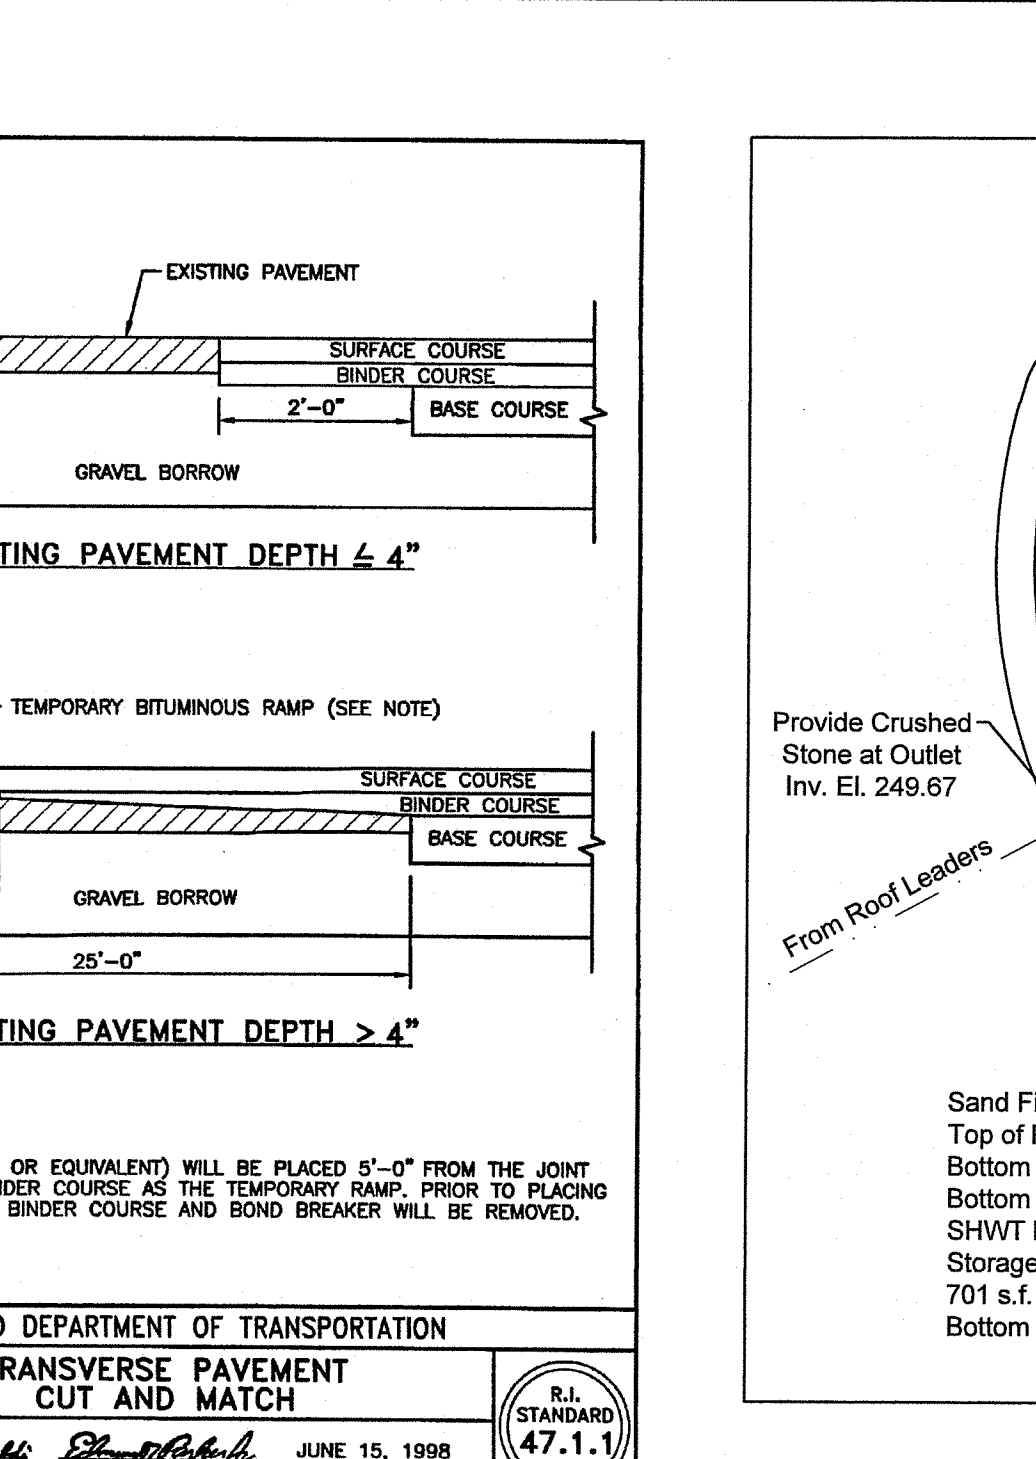 EXISTING PAVEMENT
SURFACE COURSE
BINDER COURSE
2'-0"
BASE COURSE
GRAVEL BORROW
TING PAVEMENT DEPTH ≤ 4"
TEMPORARY BITUMINOUS RAMP (SEE NOTE)
SURFACE COURSE
BINDER COURSE
BASE COURSE
GRAVEL BORROW
25'-0"
TING PAVEMENT DEPTH > 4"
OR EQUIVALENT) WILL BE PLACED 5'-0" FROM THE JOINT
DER COURSE AS THE TEMPORARY RAMP. PRIOR TO PLACING
BINDER COURSE AND BOND BREAKER WILL BE REMOVED.
DEPARTMENT OF TRANSPORTATION
RANSVERSE PAVEMENT
CUT AND MATCH
JUNE 15, 1998
R.I.
STANDARD
47.1.1
Provide Crushed
Stone at Outlet
Inv. El. 249.67
From Roof Leaders
Sand Fi
Top of
Bottom
Bottom
SHWT
Storage
701 s.f.
Bottom